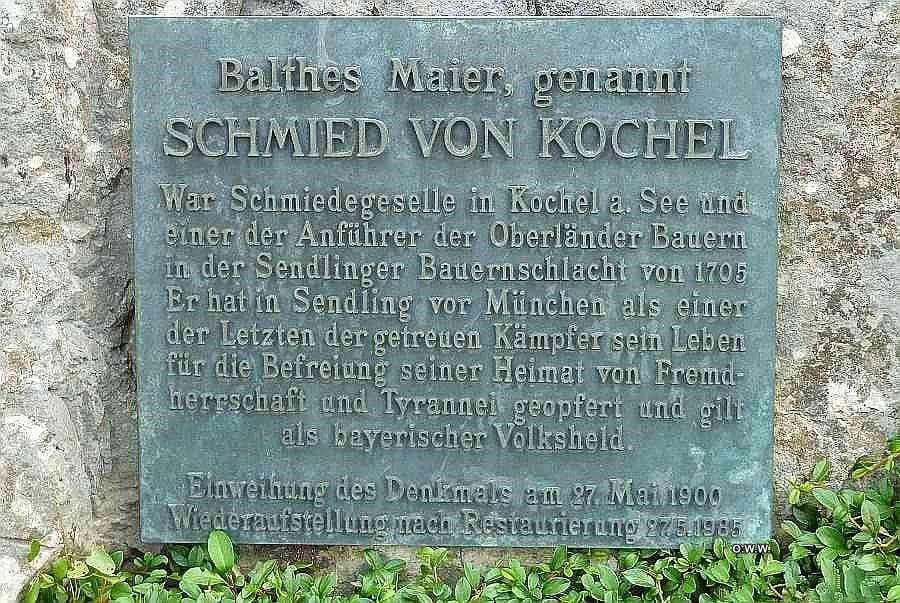 Balthes Maier, genannt
SCHMIED VON KOCHEL
War Schmiedegeselle in Kochel a. See und
einer der Anführer der Oberländer Bauern
in der Sendlinger Bauernschlacht von 1705
Er hat in Sendling vor München als einer
der Letzten der getreuen Kämpfer sein Leben
für die Befreiung seiner Heimat von Fremd-
herrschaft und Tyrannei geopfert und gilt
als bayerischer Volksheld.
Einweihung des Denkmals am 27. Mai 1900
Wiederaufstellung nach Restaurierung 27.5.1985
oww